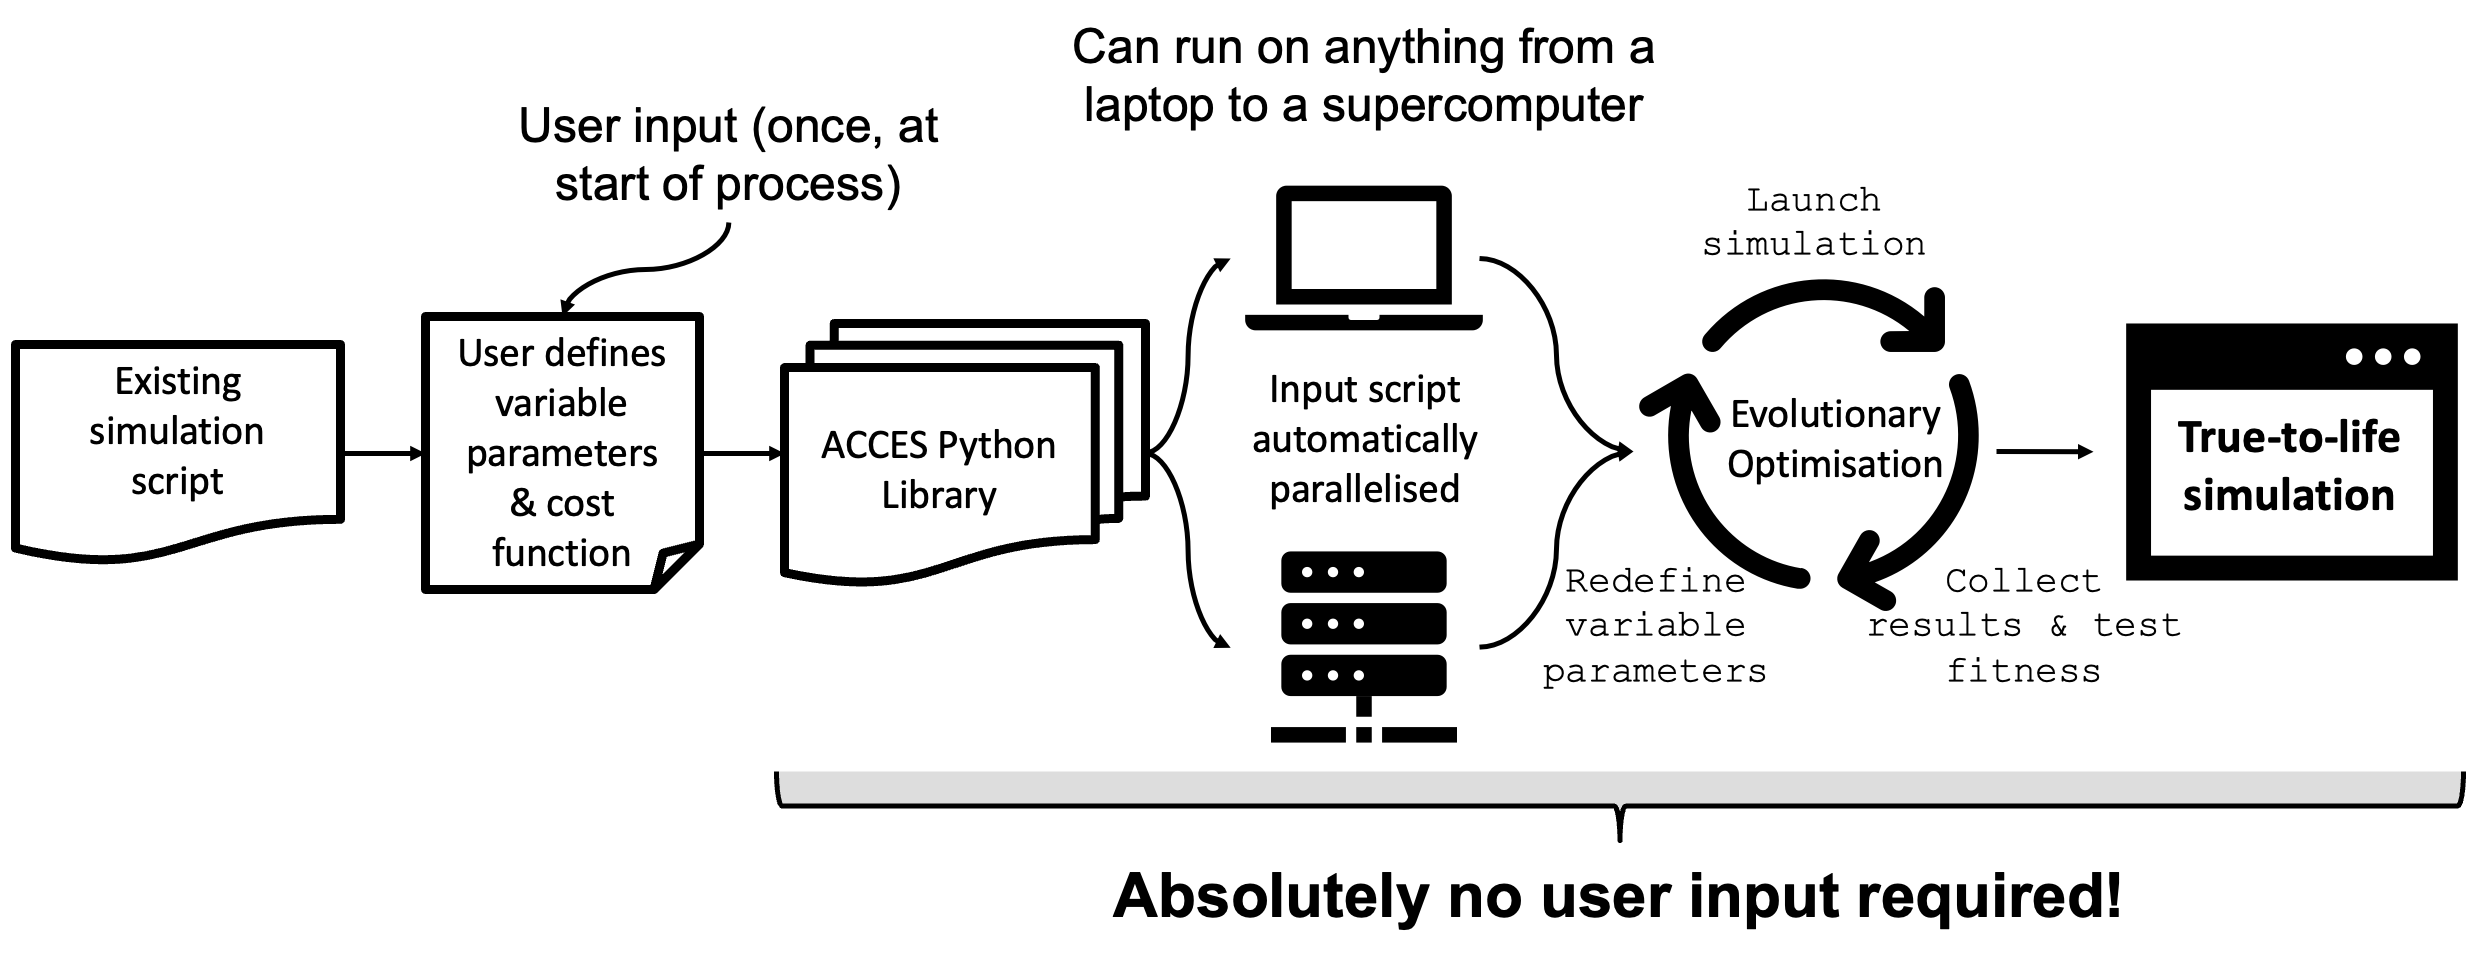 Can run on anything from a
laptop to a supercomputer
User input (once, at
start of process)
Existing
simulation
script
User defines
variable
parameters
& cost
function
ACCES Python
Library
Input script
automatically
parallelised
Launch
simulation
Evolutionary
Optimisation
Collect
results & test
fitness
Redefine
variable
parameters
True-to-life
simulation
Absolutely no user input required!